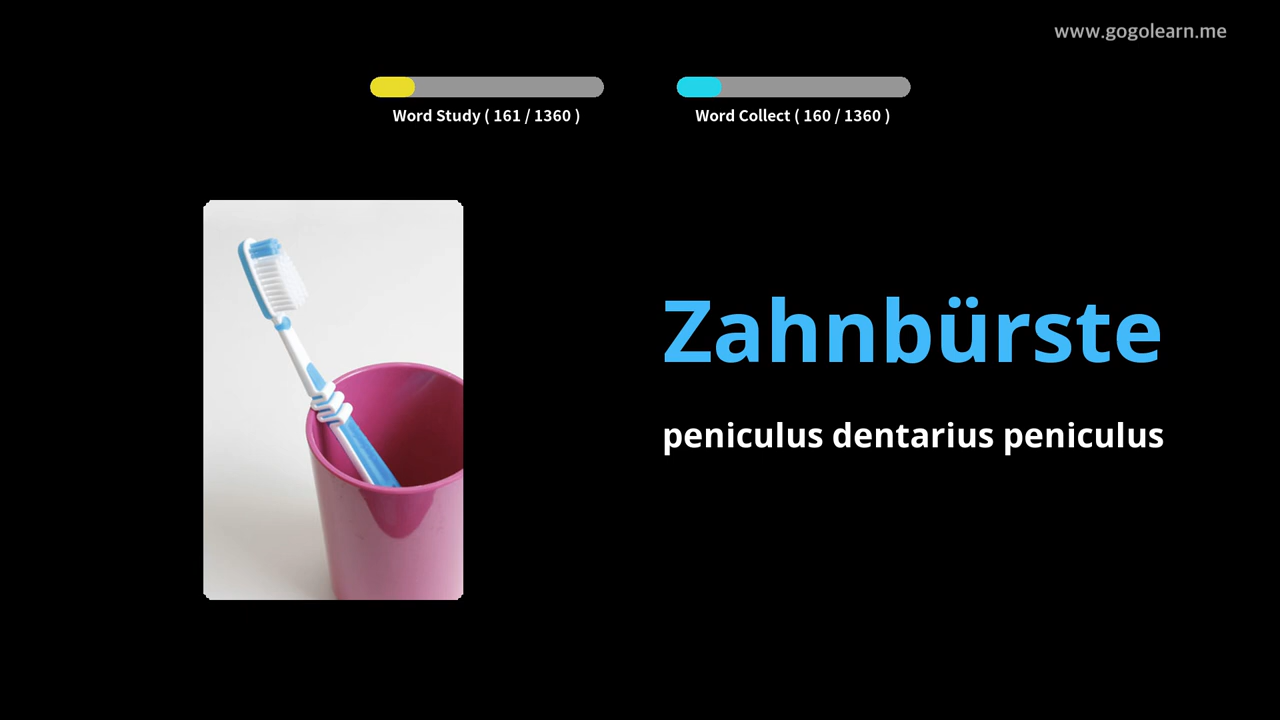 www.gogolearn.me
Word Study ( 161 / 1360 )
Word Collect ( 160 / 1360 )
Zahnbürste
peniculus dentarius peniculus